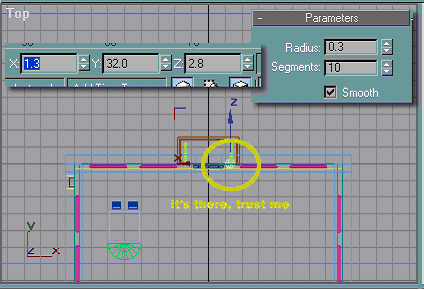 Top
- Parameters
Radius: 0.3
Segments: 10
Smooth
X: 1.3 Y: 32.0 Z: 2.8
z
x
it's there, trust me
y
z x